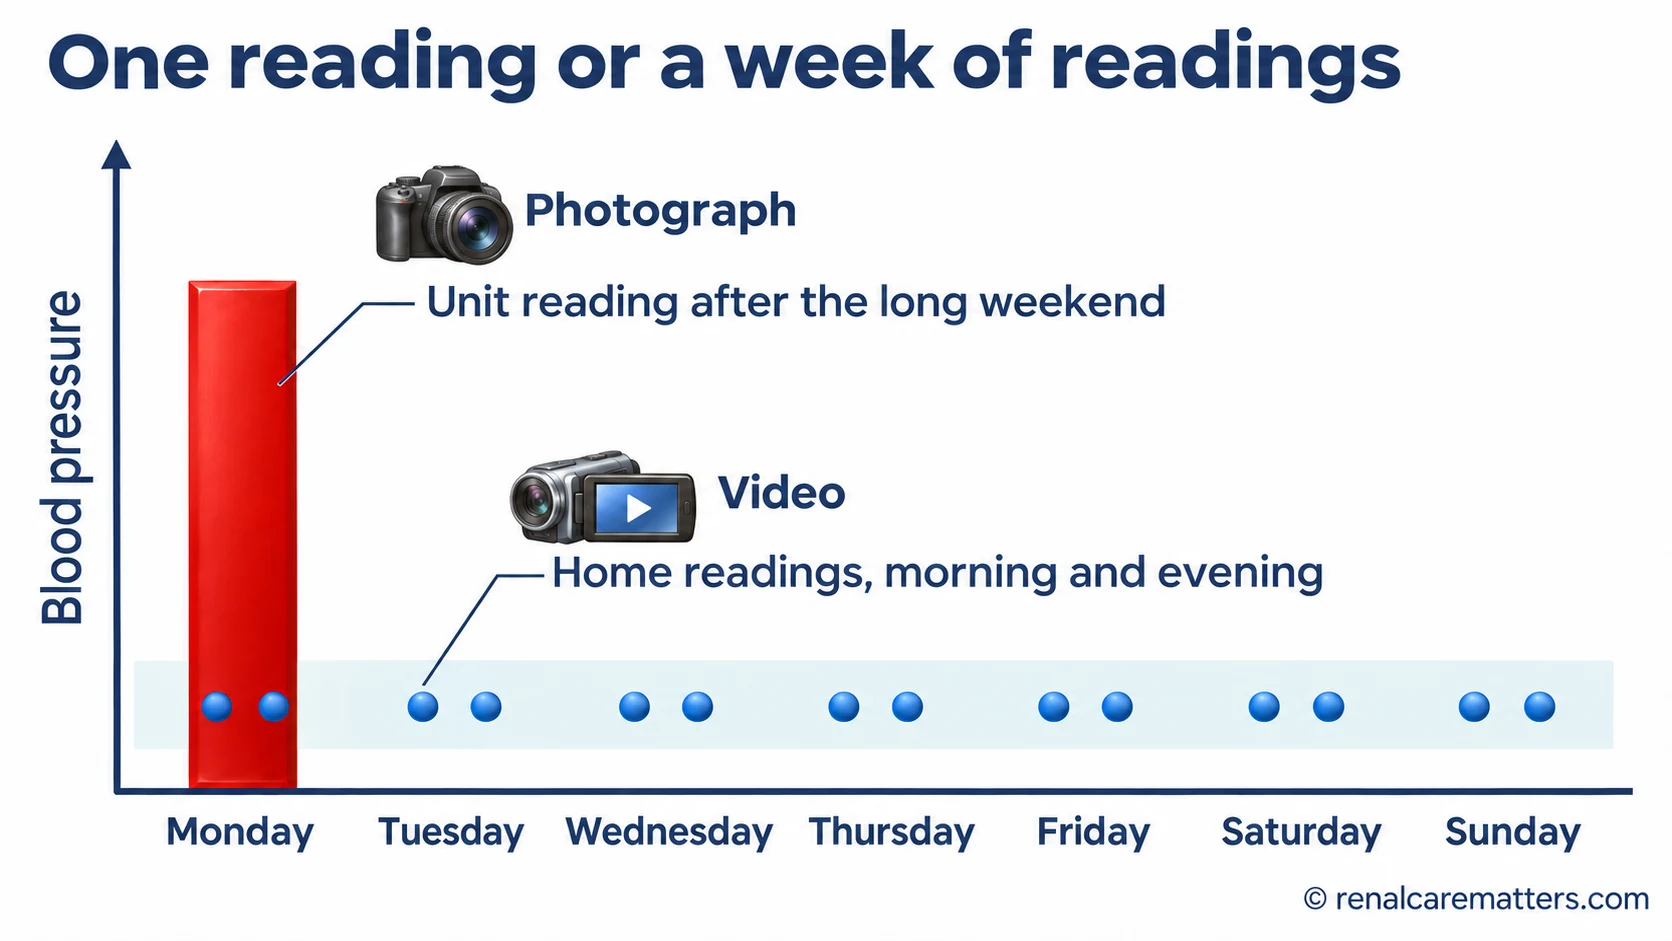 One reading or a week of readings
Photograph
Unit reading after the long weekend
Blood pressure
Video
Home readings, morning and evening
Monday Tuesday Wednesday Thursday Friday Saturday Sunday
© renalcarematters.com